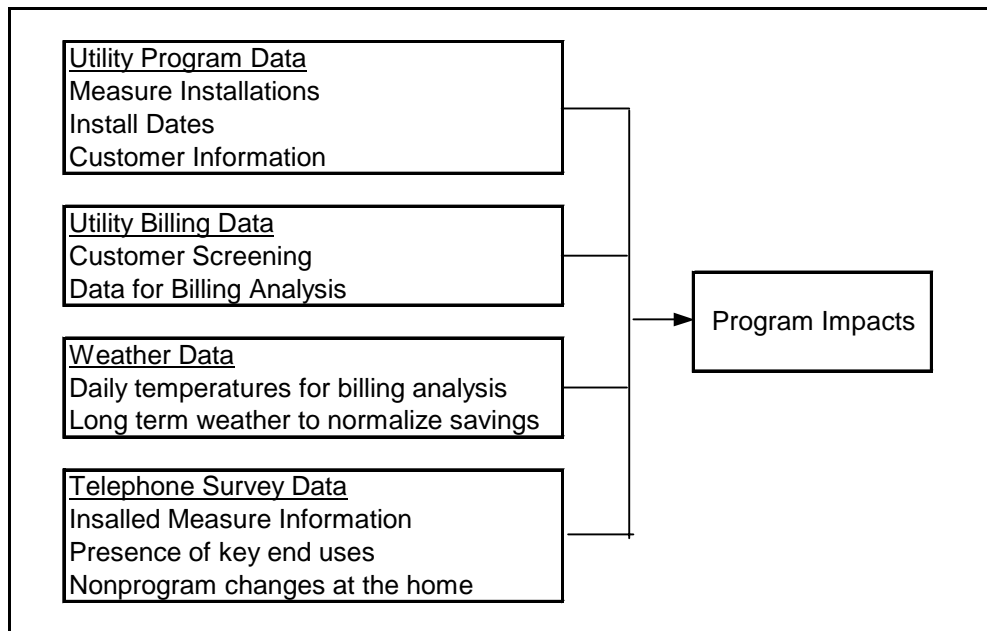 Utility Program Data
Measure Installations
Install Dates
Customer Information
Utility Billing Data
Customer Screening
Data for Billing Analysis
Weather Data
Daily temperatures for billing analysis
Long term weather to normalize savings
Telephone Survey Data
Insalled Measure Information
Presence of key end uses
Nonprogram changes at the home
Program Impacts